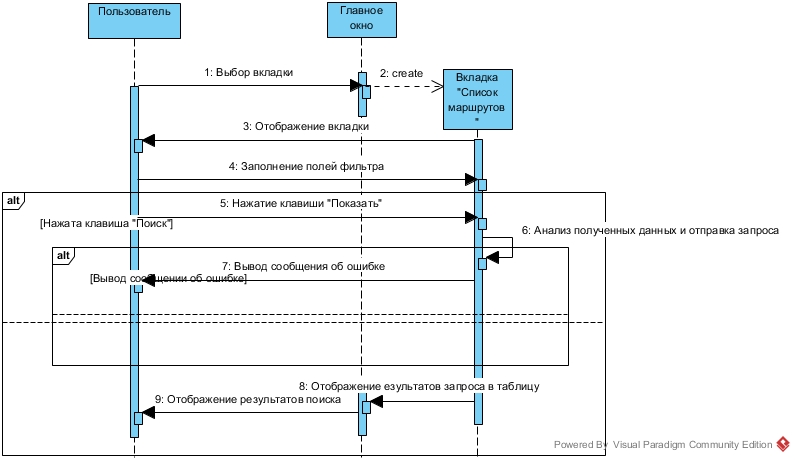 Пользователь
Главное
окно
1: Выбор вкладки
2: create
Вкладка
"Список
маршрутов
"
3: Отображение вкладки
4: Заполнение полей фильтра
alt
5: Нажатие клавиши "Показать"
[Нажата клавиша "Поиск"]
6: Анализ полученных данных и отправка запроса
alt
7: Вывод сообщения об ошибке
[Вывод сообщении об ошибке]
8: Отображение езультатов запроса в таблицу
9: Отображение результатов поиска
Powered By Visual Paradigm Community Edition